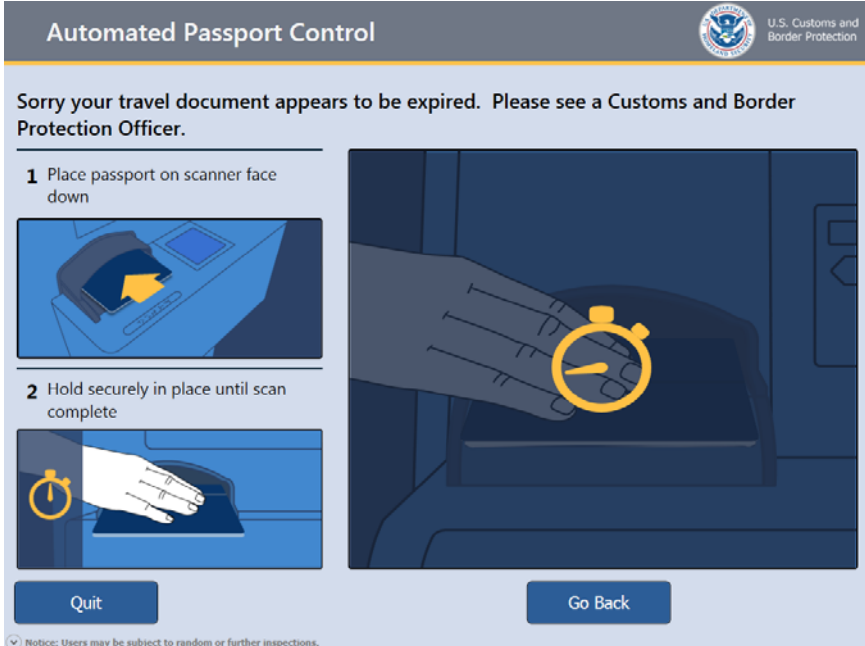 Automated Passport Control
U.S. Customs and
Border Protection
Sorry your travel document appears to be expired.  Please see a Customs and Border
Protection Officer.
1 Place passport on scanner face
down
2 Hold securely in place until scan
complete
Quit
Go Back
Notice: Users may be subject to random or further inspections.